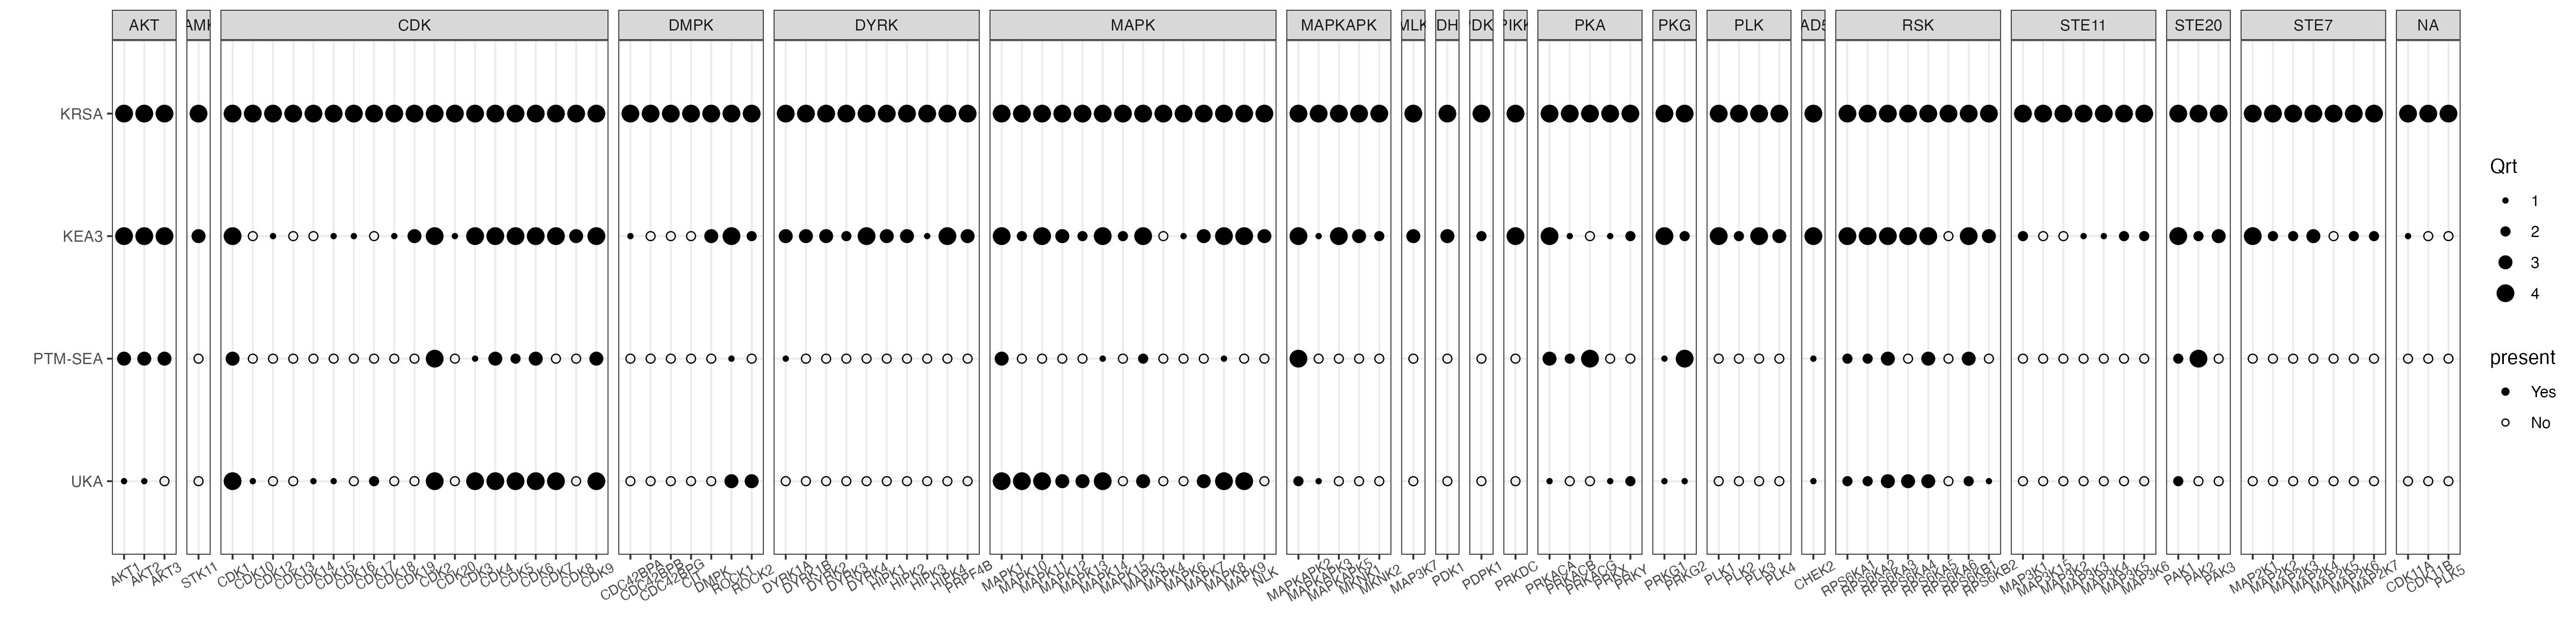 AKT AMK CDK DMPK DYRK MAPK MAPKAPK MLK DH DK PIKK PKA PKG PLK AD5 RSK STE11 STE20 STE7 NA
KRSA
KEA3
PTM-SEA
UKA
AKT1 AKT2 AKT3 STK11 CDK1 CDK10 CDK12 CDK13 CDK14 CDK15 CDK16 CDK17 CDK18 CDK19 CDK2 CDK20 CDK3 CDK4 CDK5 CDK6 CDK7 CDK8 CDK9 CDC42BPA CDC42BPB CDC42BPG CIT DMPK ROCK1 ROCK2 DYRK1A DYRK1B DYRK2 DYRK3 DYRK4 HIPK1 HIPK2 HIPK3 HIPK4 PRPF4B MAPK1 MAPK10 MAPK11 MAPK12 MAPK13 MAPK14 MAPK15 MAPK3 MAPK4 MAPK6 MAPK7 MAPK8 MAPK9 NLK MAPKAPK2 MAPKAPK3 MAPKAPK5 MKNK1 MKNK2 MAP3K7 PDK1 PDPK1 PRKDC PRKACA PRKACB PRKACG PRKX PRKY PRKG1 PRKG2 PLK1 PLK2 PLK3 PLK4 CHEK2 RPS6KA1 RPS6KA2 RPS6KA3 RPS6KA4 RPS6KA5 RPS6KA6 RPS6KB1 RPS6KB2 MAP3K1 MAP3K15 MAP3K2 MAP3K3 MAP3K4 MAP3K5 MAP3K6 PAK1 PAK2 PAK3 MAP2K1 MAP2K2 MAP2K3 MAP2K4 MAP2K5 MAP2K6 MAP2K7 CDK11A CDK11B PLK5
Qrt
1
2
3
4
present
Yes
No